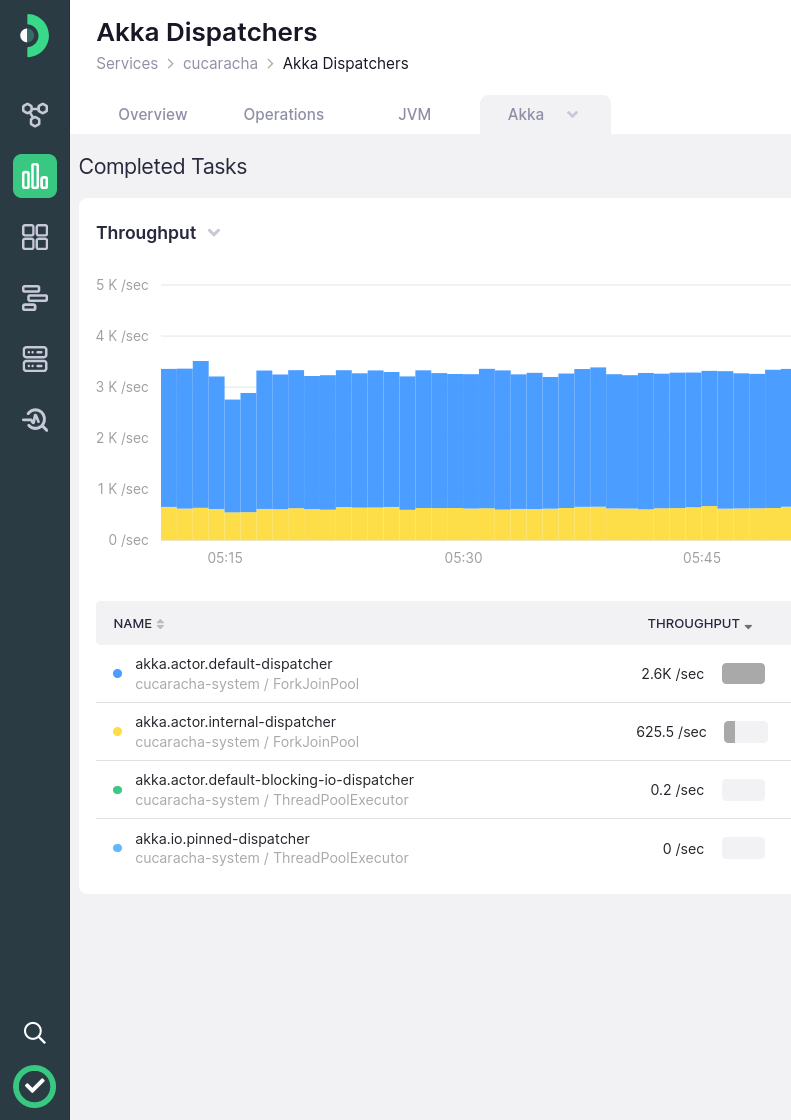 Akka Dispatchers
Services > cucaracha > Akka Dispatchers
Overview Operations JVM Akka
Completed Tasks
Throughput
5 K /sec
4 K /sec
3 K /sec
2 K /sec
1 K /sec
0 /sec
05:15 05:30 05:45
NAME THROUGHPUT
akka.actor.default-dispatcher
cucaracha-system / ForkJoinPool
2.6K /sec
akka.actor.internal-dispatcher
cucaracha-system / ForkJoinPool
625.5 /sec
akka.actor.default-blocking-io-dispatcher
cucaracha-system / ThreadPoolExecutor
0.2 /sec
akka.io.pinned-dispatcher
cucaracha-system / ThreadPoolExecutor
0 /sec